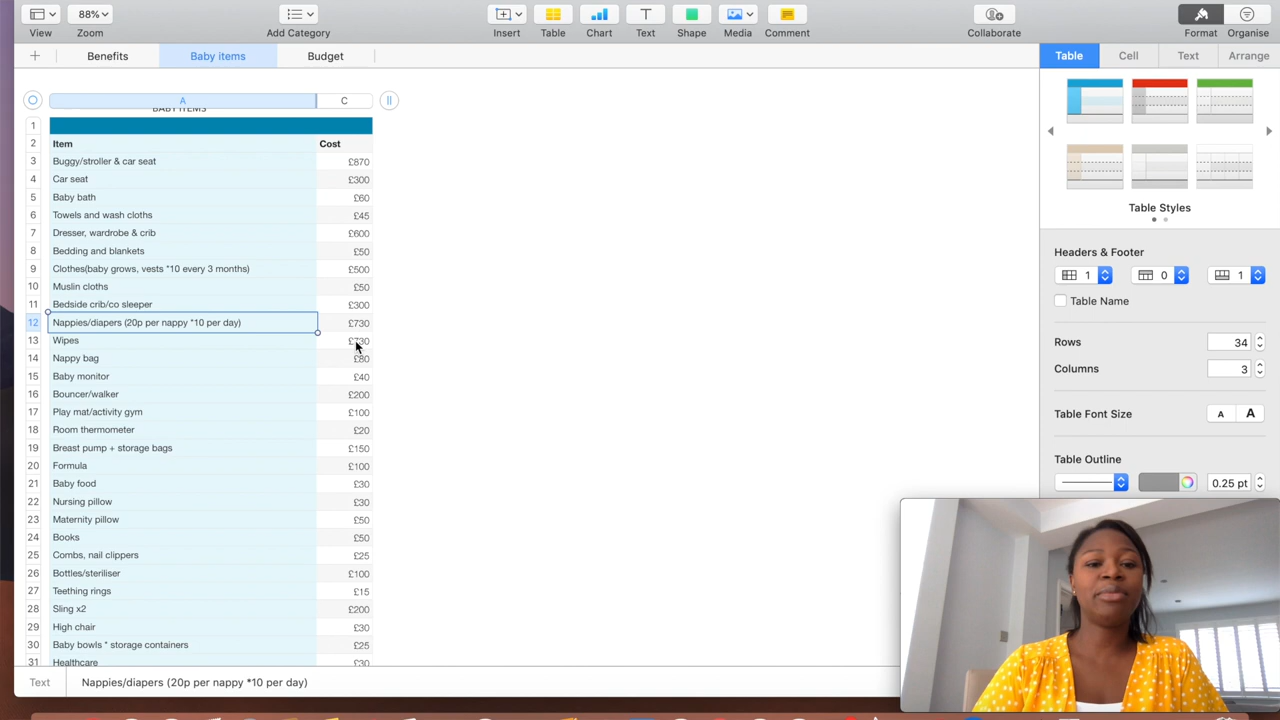 88%
View
Zoom
Add Category
Insert
Table
Chart
Text
Shape
Media
Comment
Collaborate
Format
Organise
Benefits
Baby items
Budget
Table
Cell
Text
Arrange
A
C
BABY ITEMS
1
2 Item Cost
3 Buggy/stroller & car seat £870
4 Car seat £300
5 Baby bath £60
6 Towels and wash cloths £45
7 Dresser, wardrobe & crib £600
8 Bedding and blankets £50
9 Clothes(baby grows, vests *10 every 3 months) £500
10 Muslin cloths £50
11 Bedside crib/co sleeper £300
12 Nappies/diapers (20p per nappy *10 per day) £730
13 Wipes
14 Nappy bag £80
15 Baby monitor £40
16 Bouncer/walker £200
17 Play mat/activity gym £100
18 Room thermometer £20
19 Breast pump + storage bags £150
20 Formula £100
21 Baby food £30
22 Nursing pillow £30
23 Maternity pillow £50
24 Books £50
25 Combs, nail clippers £25
26 Bottles/steriliser £100
27 Teething rings £15
28 Sling x2 £200
29 High chair £30
30 Baby bowls * storage containers £25
31 Healthcare £30
Table Styles
Headers & Footer
1
0
1
Table Name
Rows 34
Columns 3
Table Font Size A A
Table Outline
0.25 pt
Text Nappies/diapers (20p per nappy *10 per day)